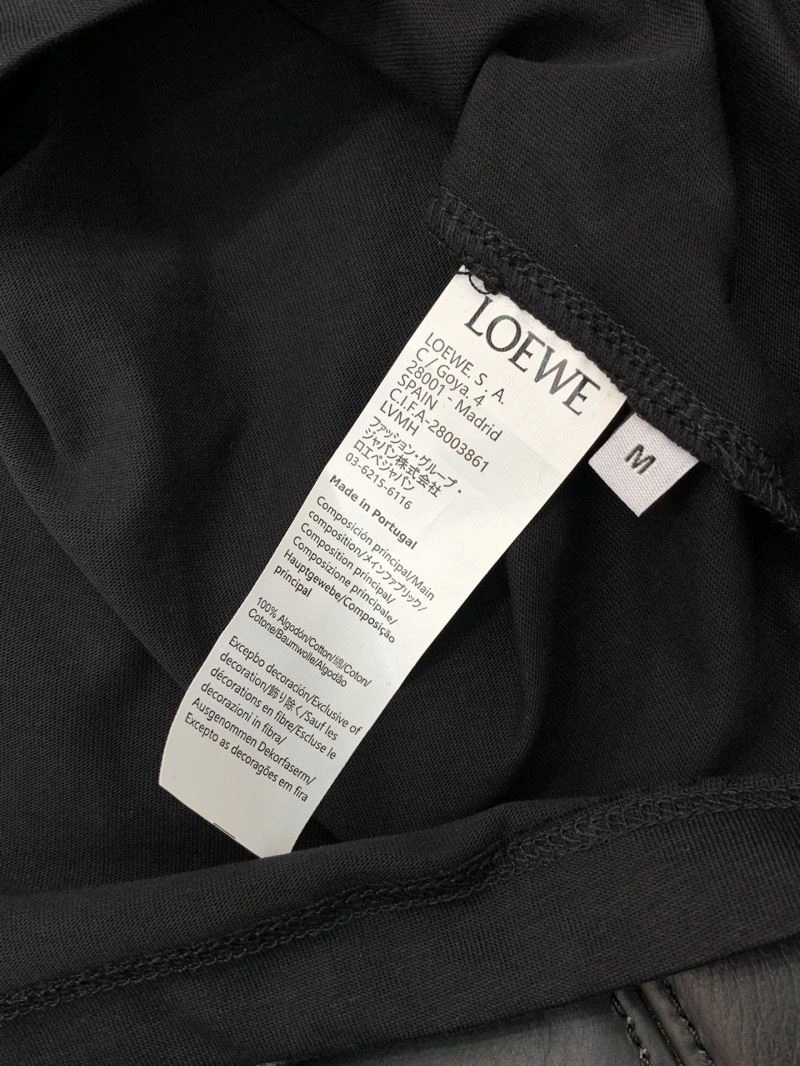 LOEWE
LOEWE. S . A.
C / Goya. 4
28001 - Madrid
SPAIN
C.I.F.A-28003861
LVMH
ファッション・グループ・
ジャパン株式会社
ロエベジャパン
03-6215-6116
Made in Portugal
Composición principal/Main
composition/メインファブリック/
Composition principal/
Composizione principale/
Hauptgewebe/Composição
principal
100% Algodón/Cotton/綿/Coton/
Cotone/Baumwolle/Algodão
Excepbo decoración/Exclusive of
decoration/飾り除く/Sauf les
décorations en fibre/Escluse le
decorazioni in fibra/
Ausgenommen Dekorfaserm/
Excepto as decoragões em fira
M